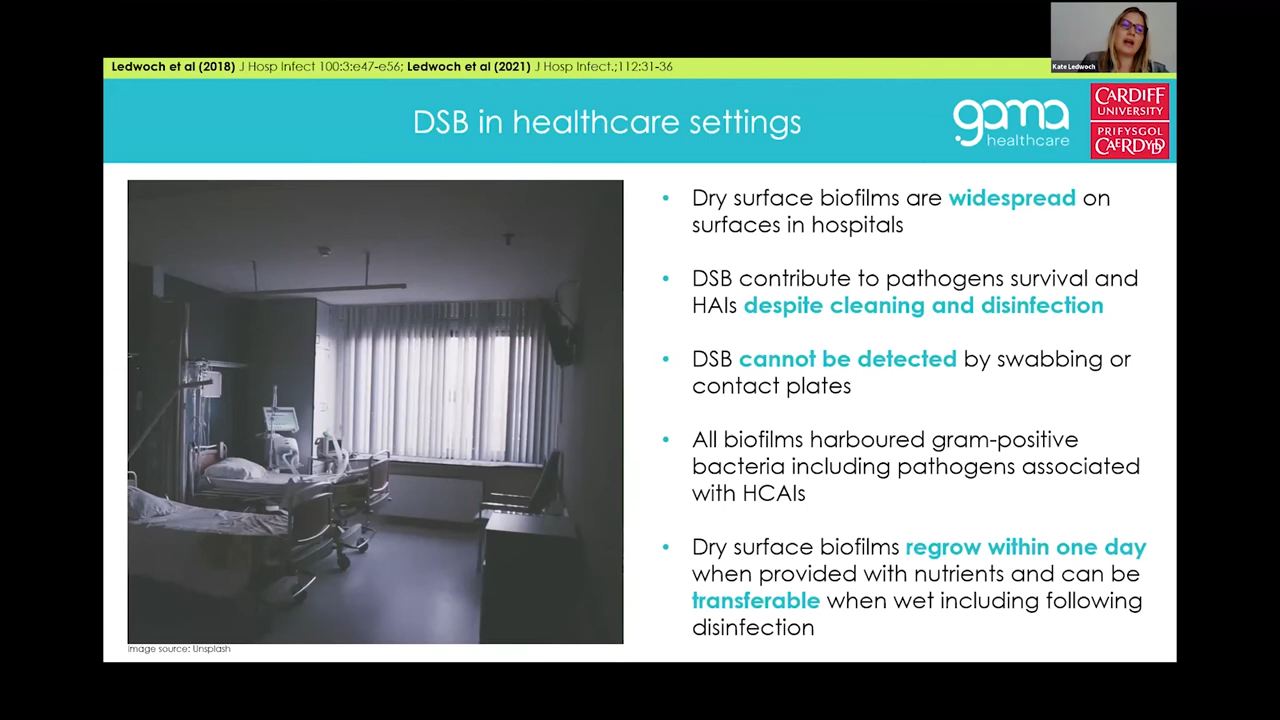 Kate Ledwoch
Ledwoch et al (2018) J Hosp Infect 100:3:e47-e56; Ledwoch et al (2021) J Hosp Infect.;112:31-36
DSB in healthcare settings
gama
healthcare
CARDIFF
UNIVERSITY
PRIFYSGOL
CAERDYDD
• Dry surface biofilms are widespread on
surfaces in hospitals
• DSB contribute to pathogens survival and
HAIs despite cleaning and disinfection
• DSB cannot be detected by swabbing or
contact plates
• All biofilms harboured gram-positive
bacteria including pathogens associated
with HCAIs
• Dry surface biofilms regrow within one day
when provided with nutrients and can be
transferable when wet including following
disinfection
Image source: Unsplash